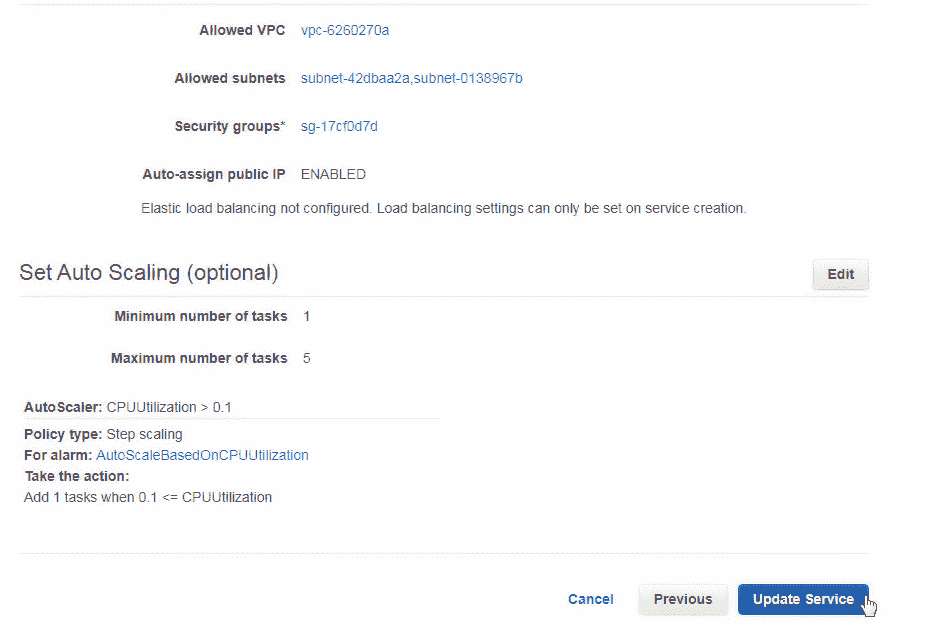 Allowed VPC vpc-6260270a
Allowed subnets subnet-42dbaa2a,subnet-0138967b
Security groups* sg-17cf0d7d
Auto-assign public IP ENABLED
Elastic load balancing not configured. Load balancing settings can only be set on service creation.
Set Auto Scaling (optional) Edit
Minimum number of tasks 1
Maximum number of tasks 5
AutoScaler: CPUUtilization > 0.1
Policy type: Step scaling
For alarm: AutoScaleBasedOnCPUUtilization
Take the action:
Add 1 tasks when 0.1 <= CPUUtilization
Cancel Previous Update Service